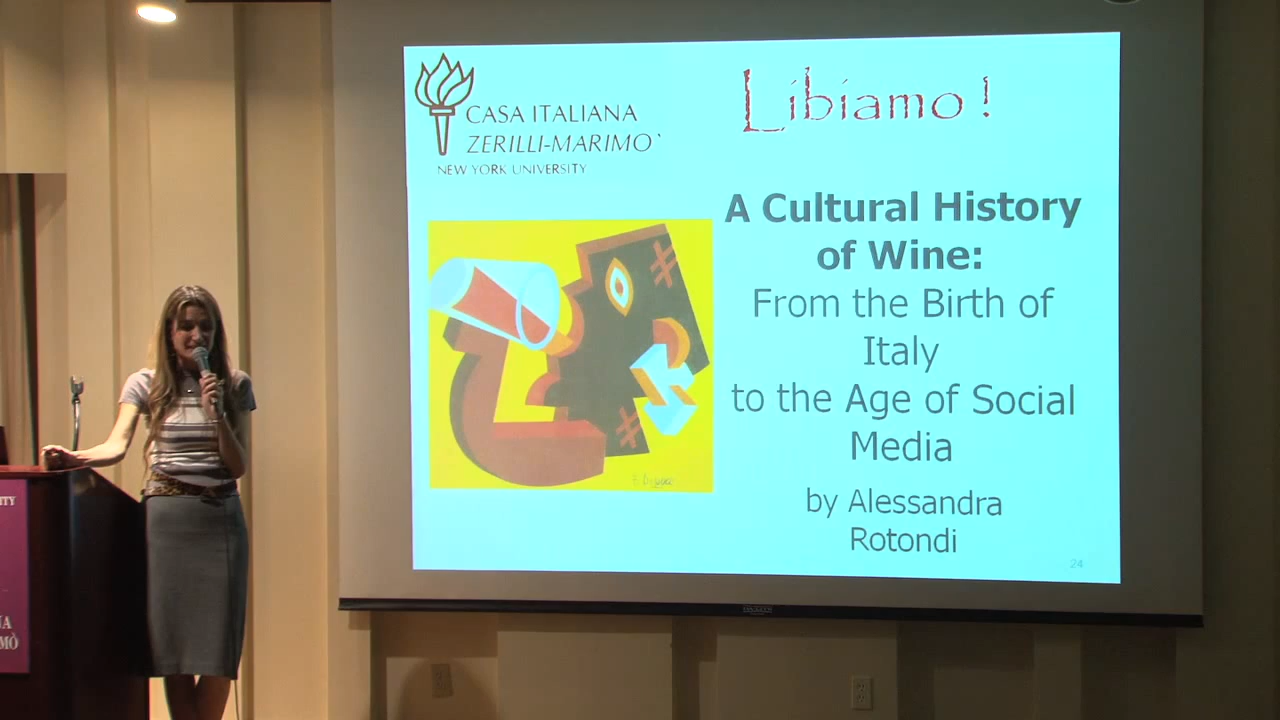 CASA ITALIANA
ZERILLI-MARIMO`
NEW YORK UNIVERSITY
Libiamo !
A Cultural History
of Wine:
From the Birth of
Italy
to the Age of Social
Media
by Alessandra
Rotondi
24